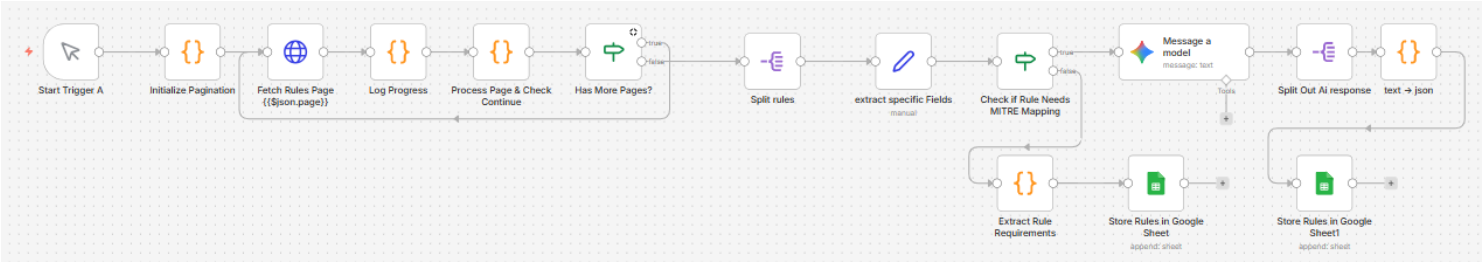 Start Trigger A
Initialize Pagination
Fetch Rules Page
{{$json.page}}
Log Progress
Process Page & Check
Continue
Has More Pages?
true
false
Split rules
extract specific Fields
manual
Check if Rule Needs
MITRE Mapping
true
false
Message a
model
message: text
Tools
+
Split Out Ai response
text → json
Extract Rule
Requirements
Store Rules in Google
Sheet
append: sheet
+
Store Rules in Google
Sheet1
append: sheet
+